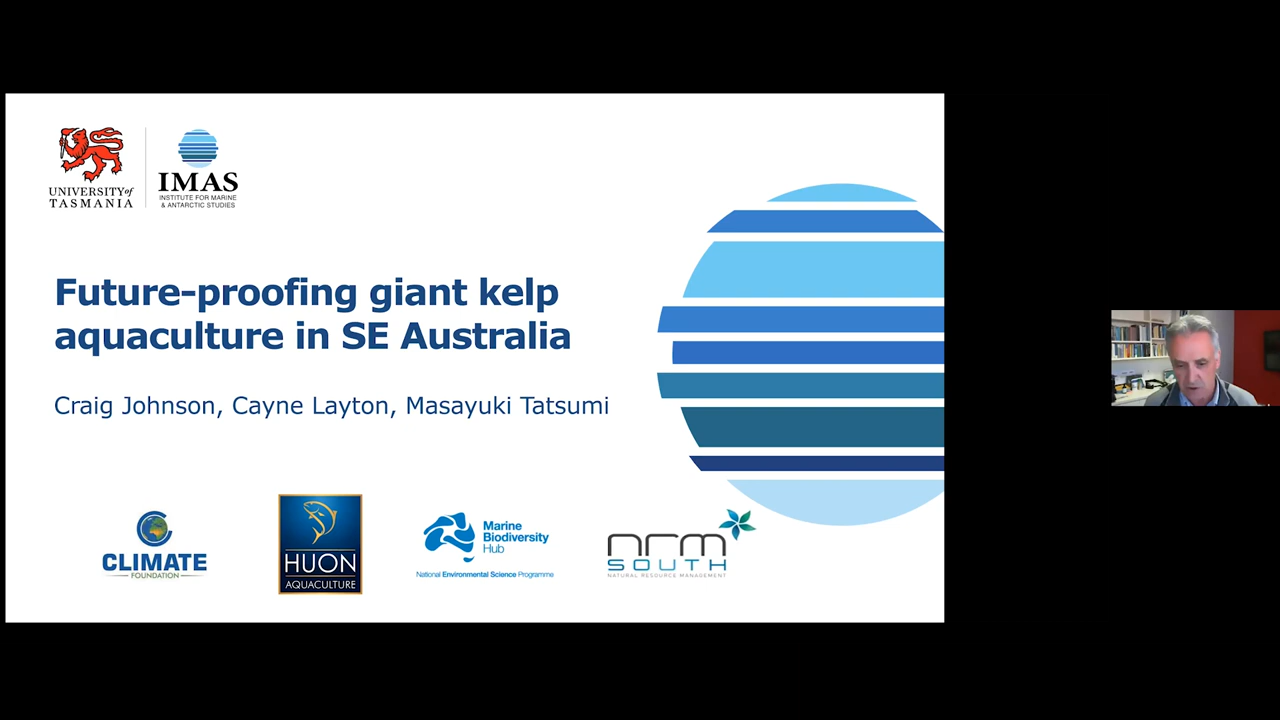 UNIVERSITY of
TASMANIA
IMAS
INSTITUTE FOR MARINE
& ANTARCTIC STUDIES
Future-proofing giant kelp
aquaculture in SE Australia
Craig Johnson, Cayne Layton, Masayuki Tatsumi
CLIMATE
FOUNDATION
HUON
AQUACULTURE
Marine
Biodiversity
Hub
National Environmental Science Programme
nrm
SOUTH
NATURAL RESOURCE MANAGEMENT